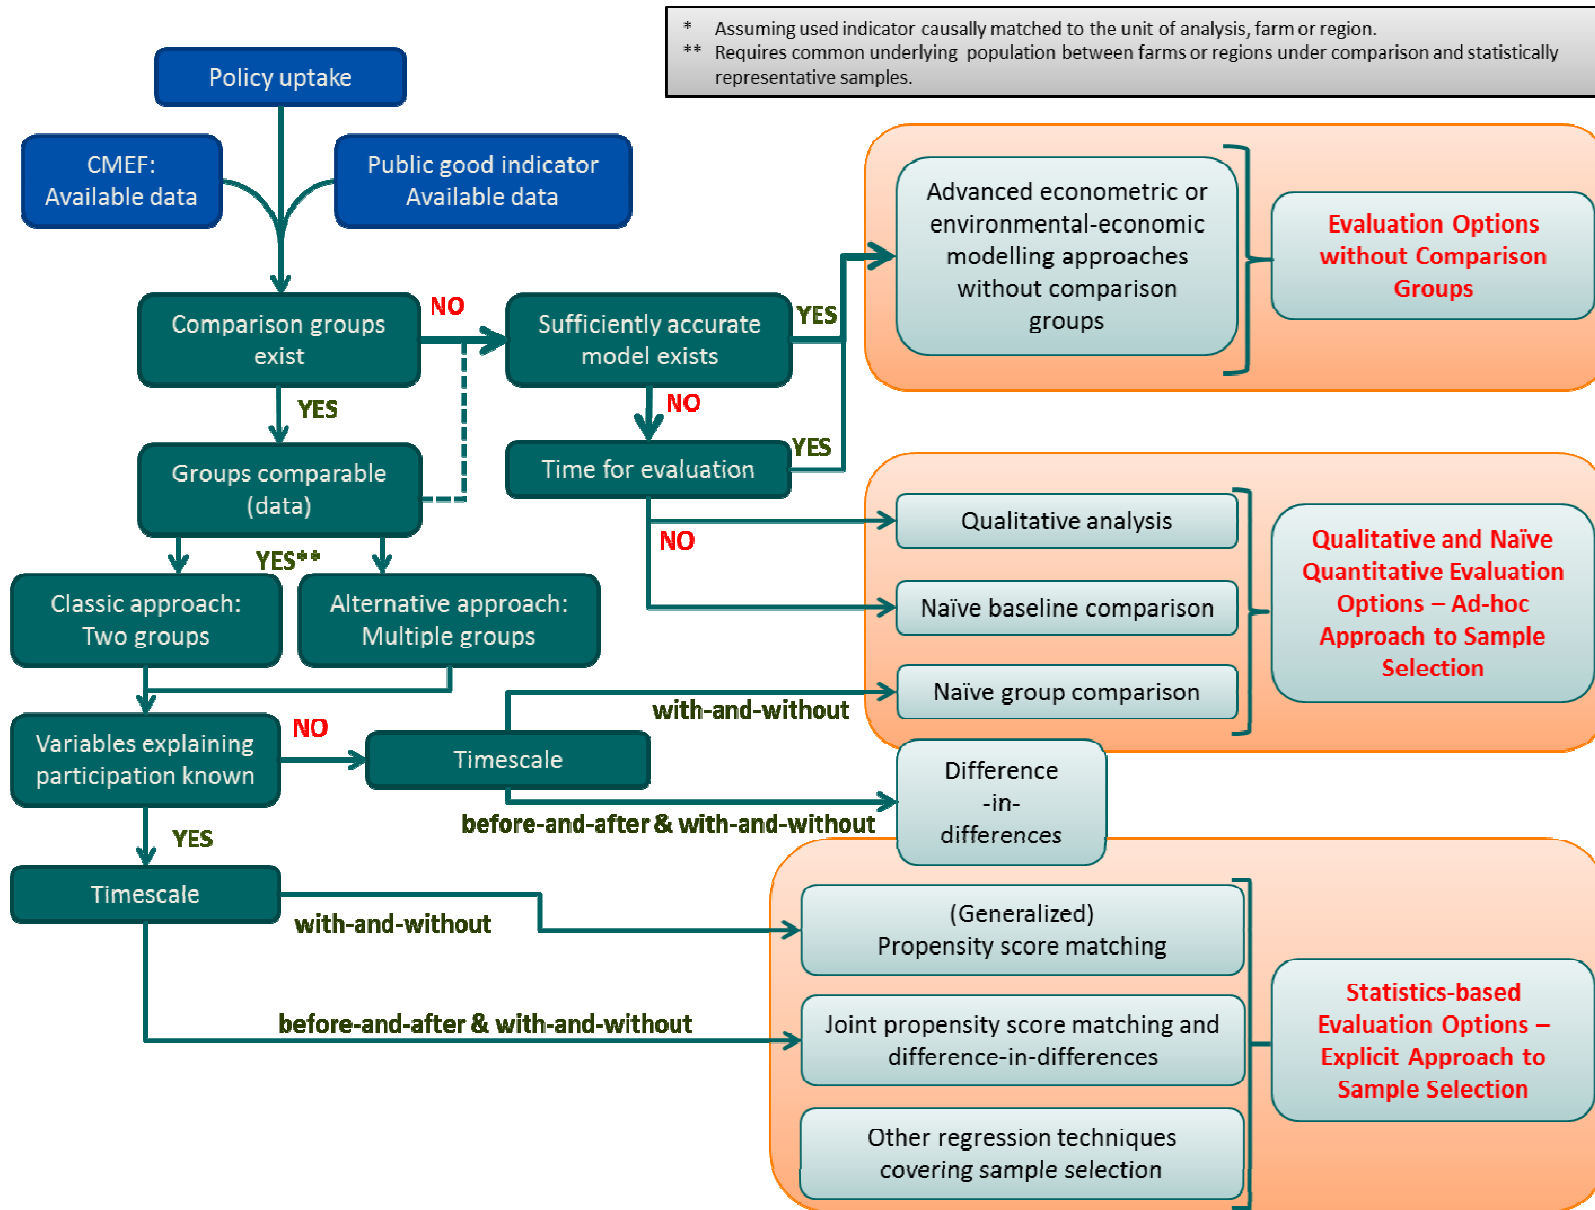 * Assuming used indicator causally matched to the unit of analysis, farm or region.
** Requires common underlying population between farms or regions under comparison and statistically
representative samples.
Policy uptake
CMEF:
Available data
Public good indicator
Available data
Comparison groups
exist
NO
Sufficiently accurate
model exists
YES
Advanced econometric or
environmental-economic
modelling approaches
without comparison
groups
Evaluation Options
without Comparison
Groups
YES
NO
Groups comparable
(data)
Time for evaluation
YES
NO
Qualitative analysis
Naïve baseline comparison
Naïve group comparison
Qualitative and Naïve
Quantitative Evaluation
Options – Ad-hoc
Approach to Sample
Selection
YES**
Classic approach:
Two groups
Alternative approach:
Multiple groups
Variables explaining
participation known
NO
Timescale
with-and-without
before-and-after & with-and-without
Difference
-in-
differences
YES
Timescale
with-and-without
before-and-after & with-and-without
(Generalized)
Propensity score matching
Joint propensity score matching and
difference-in-differences
Other regression techniques
covering sample selection
Statistics-based
Evaluation Options –
Explicit Approach to
Sample Selection